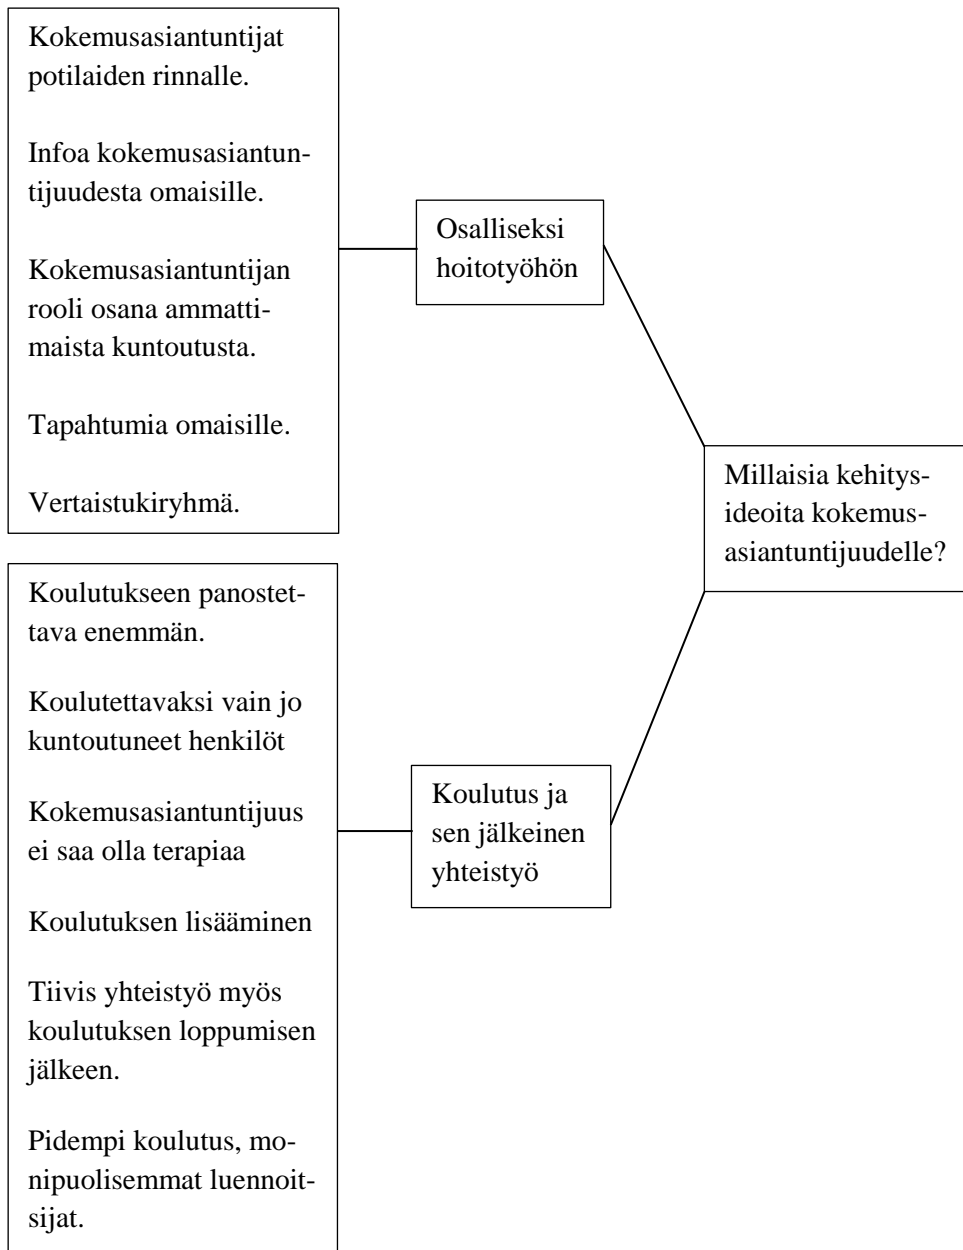 Kokemusasiantuntijat
potilaiden rinnalle.
Infoa kokemusasiantun-
tijuudesta omaisille.
Kokemusasiantuntijan
rooli osana ammatti-
maista kuntoutusta.
Tapahtumia omaisille.
Vertaistukiryhmä.
Osalliseksi
hoitotyöhön
Millaisia kehitys-
ideoita kokemus-
asiantuntijuudelle?
Koulutukseen panostet-
tava enemmän.
Koulutettavaksi vain jo
kuntoutuneet henkilöt
Kokemusasiantuntijuus
ei saa olla terapiaa
Koulutuksen lisääminen
Tiivis yhteistyö myös
koulutuksen loppumisen
jälkeen.
Pidempi koulutus, mo-
nipuolisemmat luennoit-
sijat.
Koulutus ja
sen jälkeinen
yhteistyö